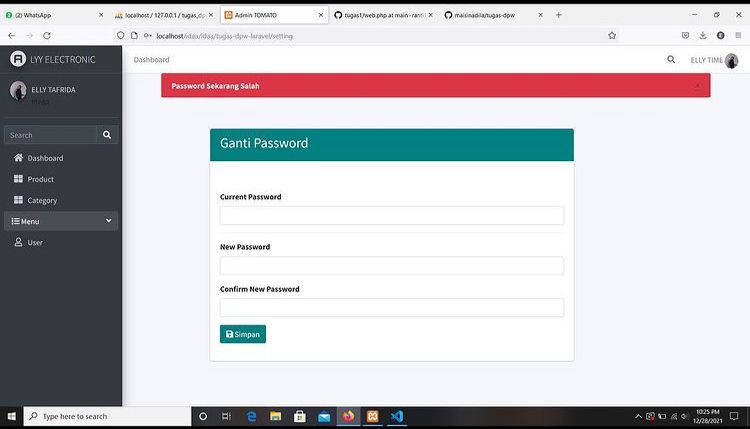 (2) WhatsApp
localhost / 127.0.0.1 / tugas_dp
Admin TOMATO
tugas1/web.php at main · ranti
maisinadila/tugas-dpw
localhost/idaa/idaa/tugas-dpw-laravel/setting
LYY ELECTRONIC
Dashboard
ELLY TIME
ELLY TAFRIDA
Password Sekarang Salah
×
Search
Dashboard
Product
Category
Menu
User
Ganti Password
Current Password
New Password
Confirm New Password
Simpan
Type here to search
10:25 PM
12/28/2021